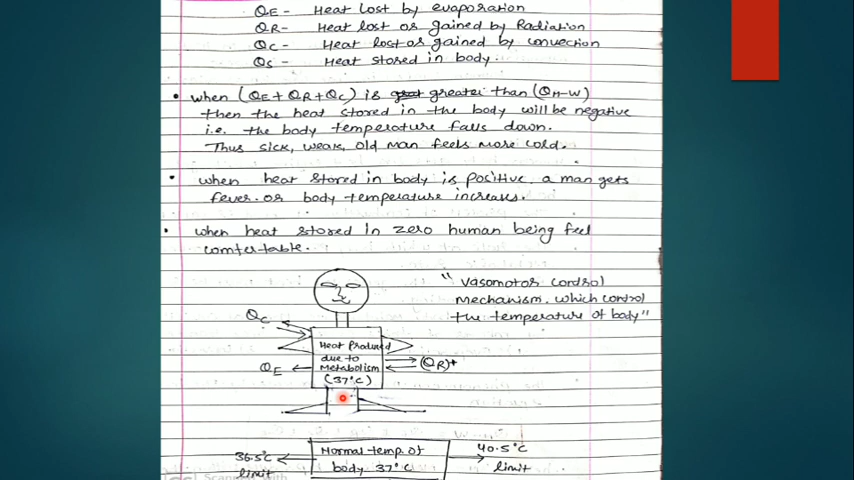 QE - Heat Lost by evaporation
QR - Heat lost or gained by Radiation
QC - Heat lost or gained by convection
QS - Heat stored in body.
• when (QE + QR + QC) is greater than (QM-W)
then the heat stored in the body will be negative
i.e. the body temperature falls down.
Thus sick, weak, old man feels more cold.
• when heat stored in body is positive a man gets
fever or body temperature increases.
• when heat stored in zero human being feel
comfertable.
" Vasomotor control
Mechanism. which control
the temperature of body"
QC
Heat Produced
due to
Metabolism
(37°C)
QE
(QR)+
Normal temp. of
body 37°C
36.5°C
limit
40.5°C
limit
Scanned with